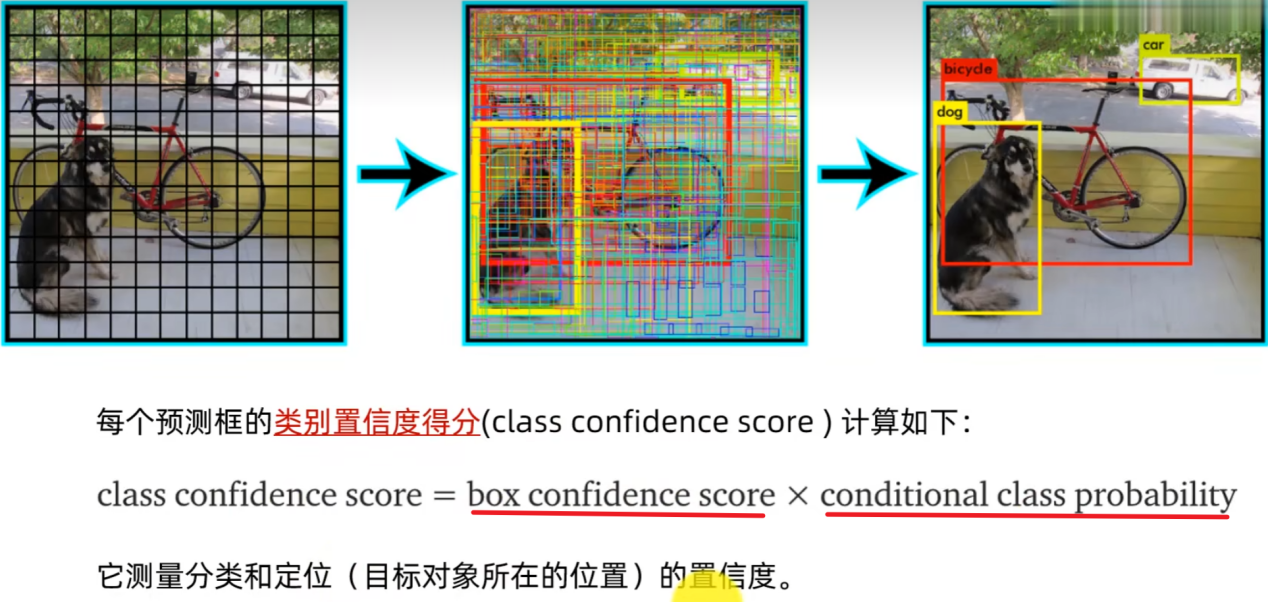 car
bicycle
dog
每个预测框的类别置信度得分(class confidence score ) 计算如下:
class confidence score = box confidence score × conditional class probability
它测量分类和定位（目标对象所在的位置）的置信度。